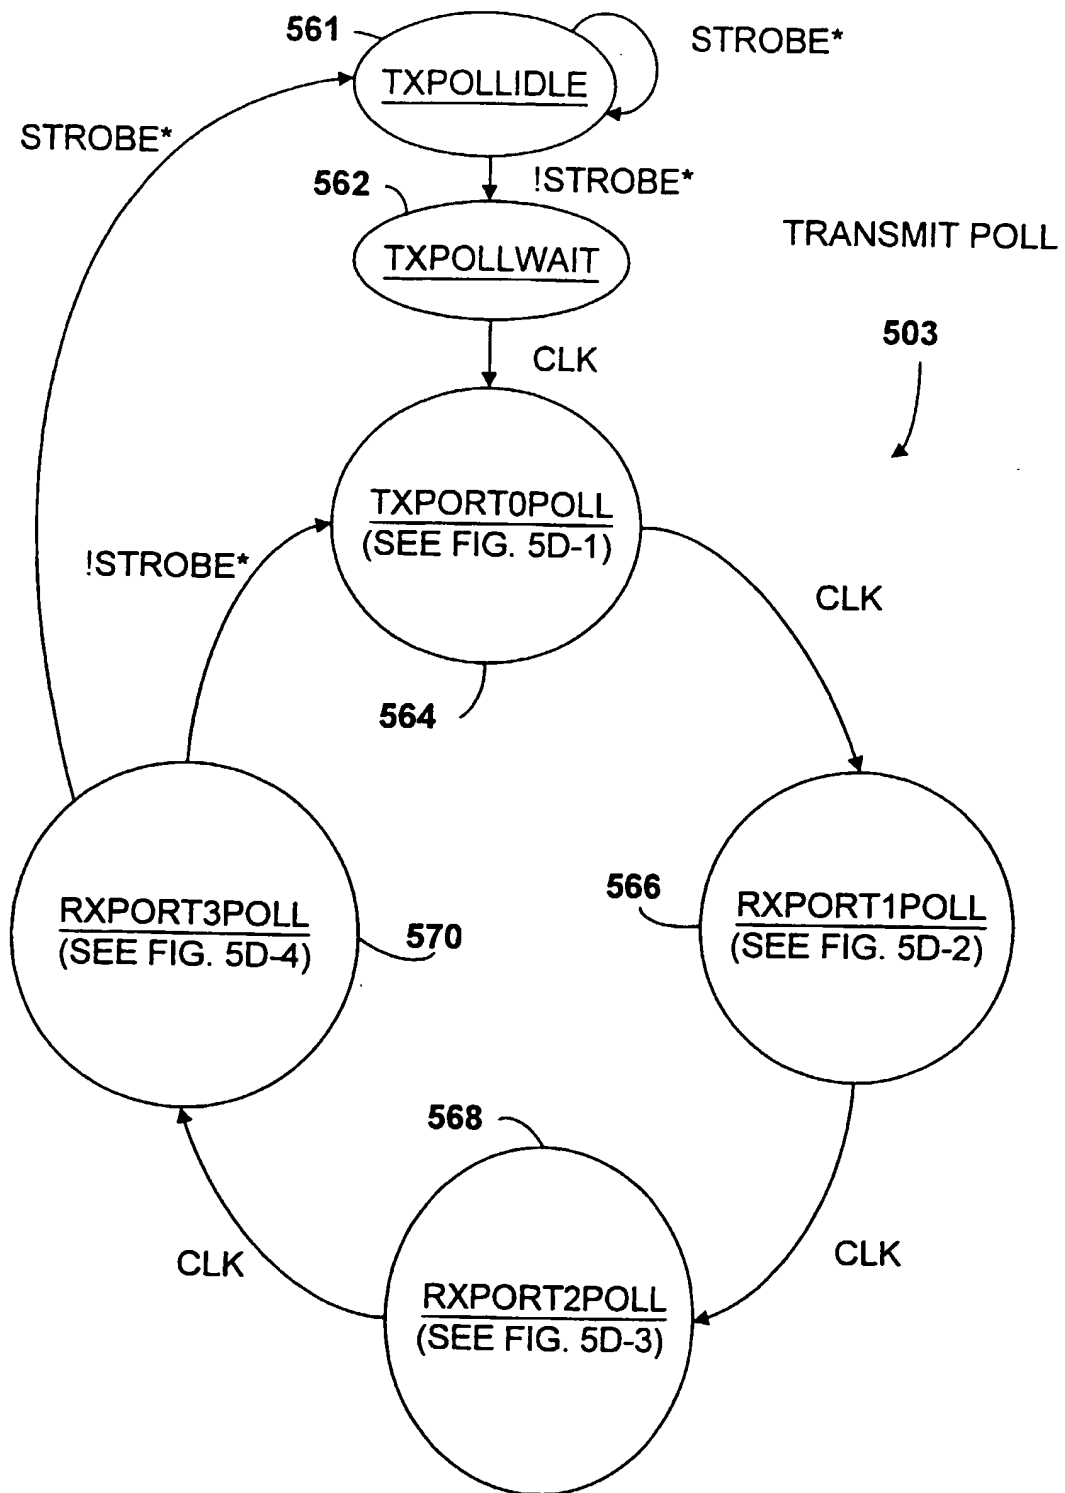 561
STROBE*
TXPOLLIDLE
STROBE*
562
!STROBE*
TXPOLLWAIT
TRANSMIT POLL
503
CLK
TXPORT0POLL
(SEE FIG. 5D-1)
!STROBE*
CLK
564
566
RXPORT3POLL
(SEE FIG. 5D-4)
570
RXPORT1POLL
(SEE FIG. 5D-2)
568
CLK
CLK
RXPORT2POLL
(SEE FIG. 5D-3)